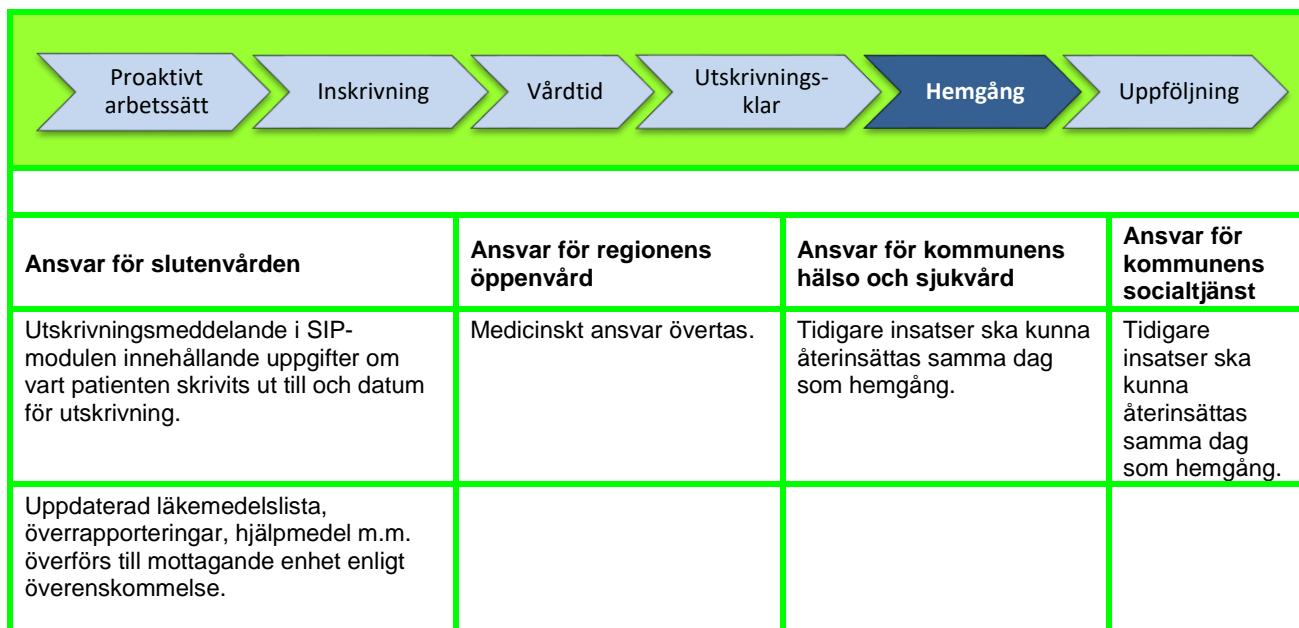 Proaktivt
arbetssätt
Inskrivning
Vårdtid
Utskrivnings-
klar
Hemgång
Uppföljning
Ansvar för slutenvården
Ansvar för regionens
öppenvård
Ansvar för kommunens
hälso och sjukvård
Ansvar för
kommunens
socialtjänst
Utskrivningsmeddelande i SIP-
modulen innehållande uppgifter om
vart patienten skrivits ut till och datum
för utskrivning.
Medicinskt ansvar övertas.
Tidigare insatser ska kunna
återinsättas samma dag
som hemgång.
Tidigare
insatser ska
kunna
återinsättas
samma dag
som hemgång.
Uppdaterad läkemedelslista,
överrapporteringar, hjälpmedel m.m.
överförs till mottagande enhet enligt
överenskommelse.